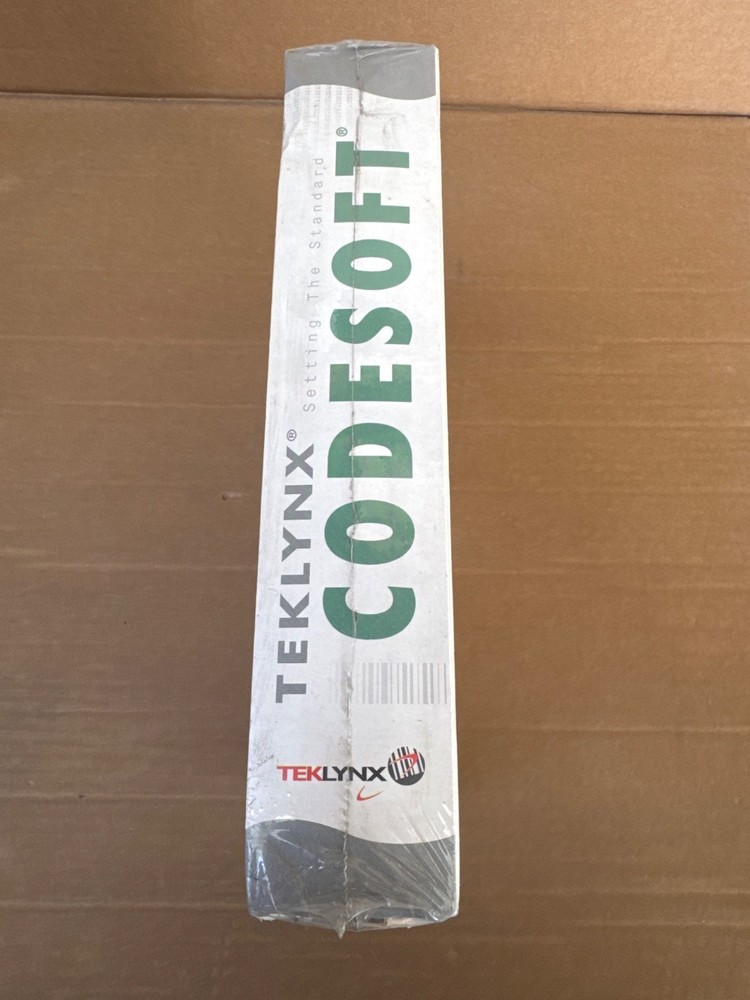 TEKLYNX®
Setting The Standard
CODESOFT®
TEKLYNX